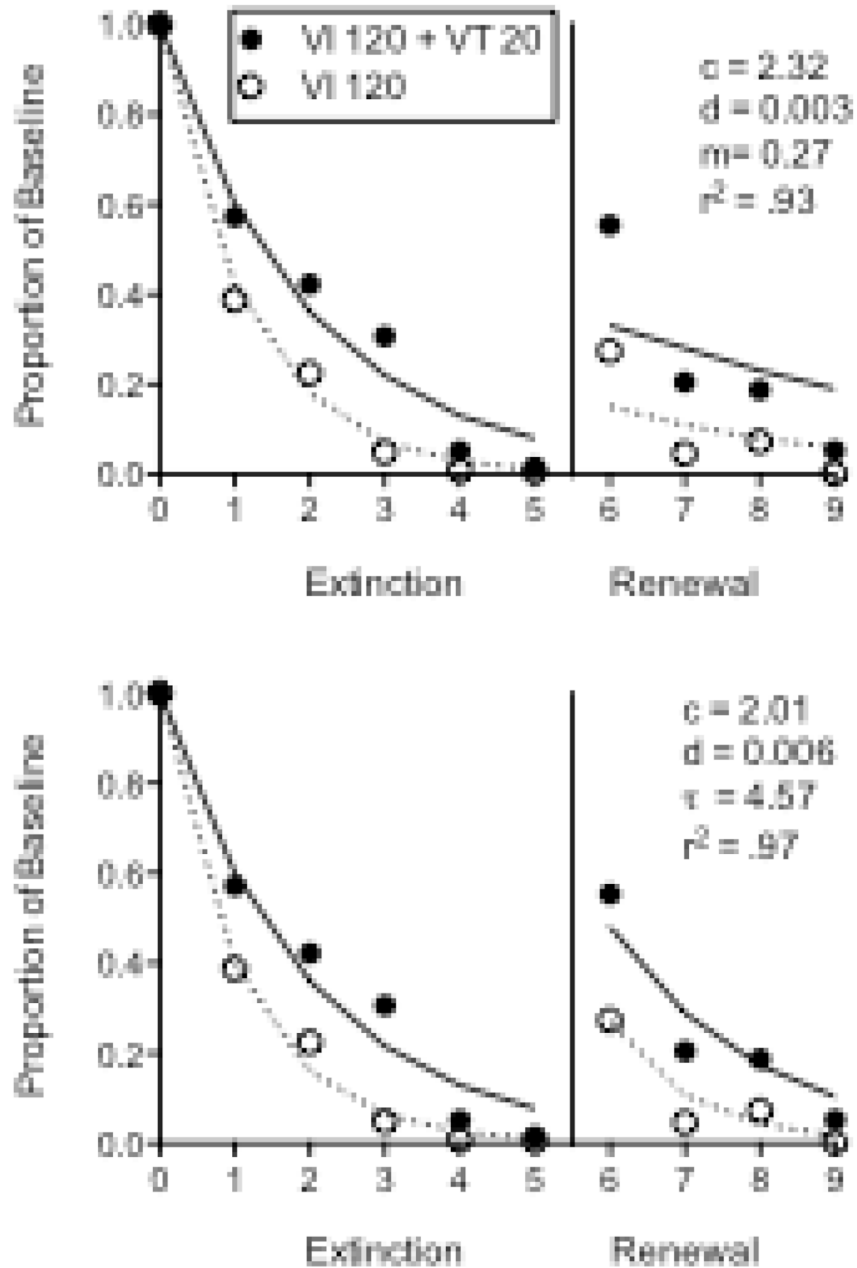 Proportion of Baseline
1.0
0.8
0.6
0.4
0.2
0.0
VI 120 + VT 20
VI 120
c = 2.32
d = 0.003
m= 0.27
r² = .93
0 1 2 3 4 5 6 7 8 9
Extinction Renewal
Proportion of Baseline
1.0
0.8
0.6
0.4
0.2
0.0
c = 2.01
d = 0.006
τ = 4.57
r² = .97
0 1 2 3 4 5 6 7 8 9
Extinction Renewal